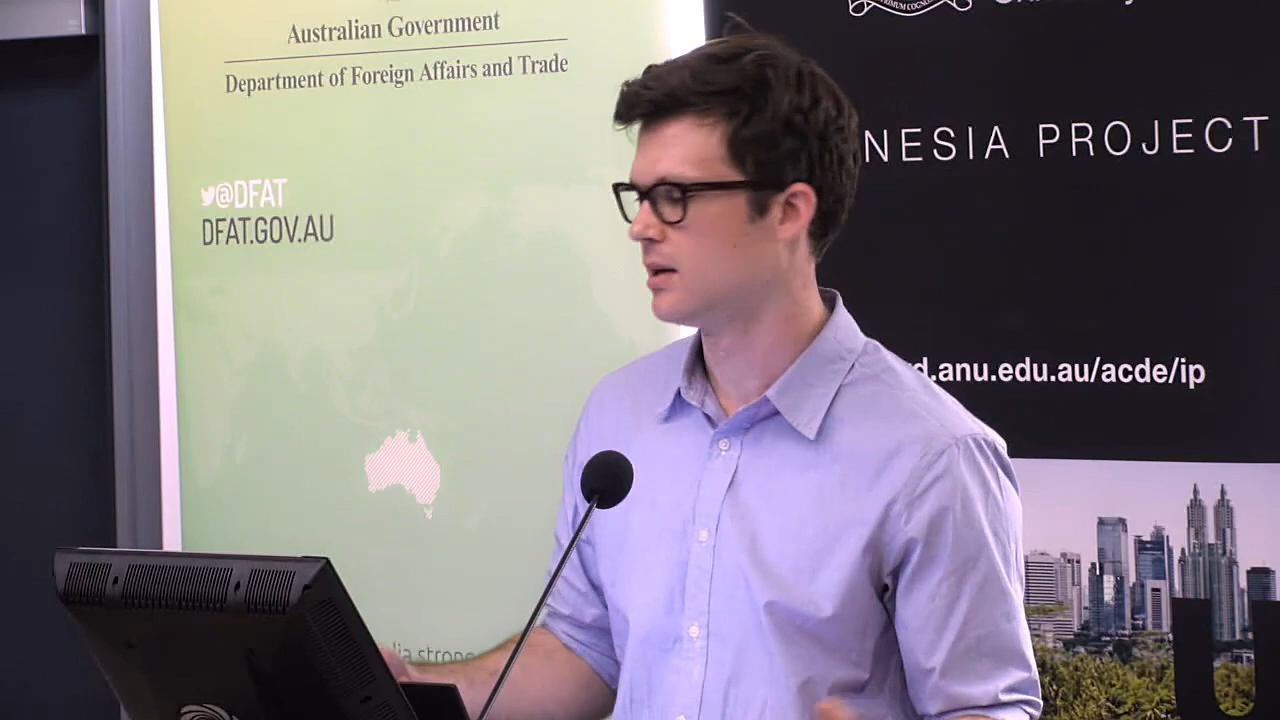 Australian Government
Department of Foreign Affairs and Trade
@DFAT
DFAT.GOV.AU
NESIA PROJECT
d.anu.edu.au/acde/ip